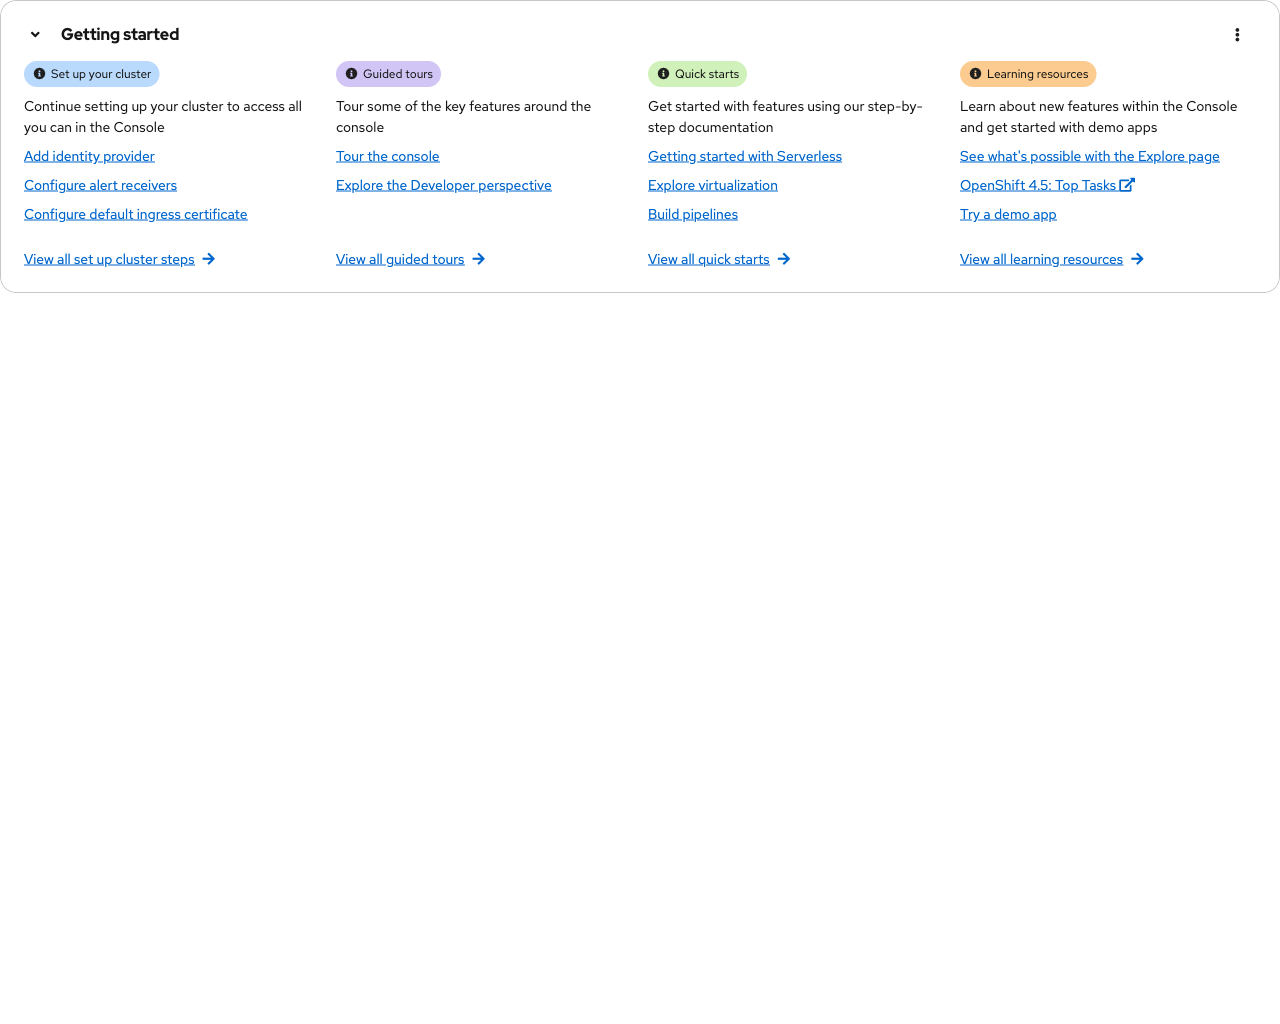 Getting started
Set up your cluster
Continue setting up your cluster to access all
you can in the Console
Add identity provider
Configure alert receivers
Configure default ingress certificate
View all set up cluster steps
Guided tours
Tour some of the key features around the
console
Tour the console
Explore the Developer perspective
View all guided tours
Quick starts
Get started with features using our step-by-
step documentation
Getting started with Serverless
Explore virtualization
Build pipelines
View all quick starts
Learning resources
Learn about new features within the Console
and get started with demo apps
See what's possible with the Explore page
OpenShift 4.5: Top Tasks
Try a demo app
View all learning resources